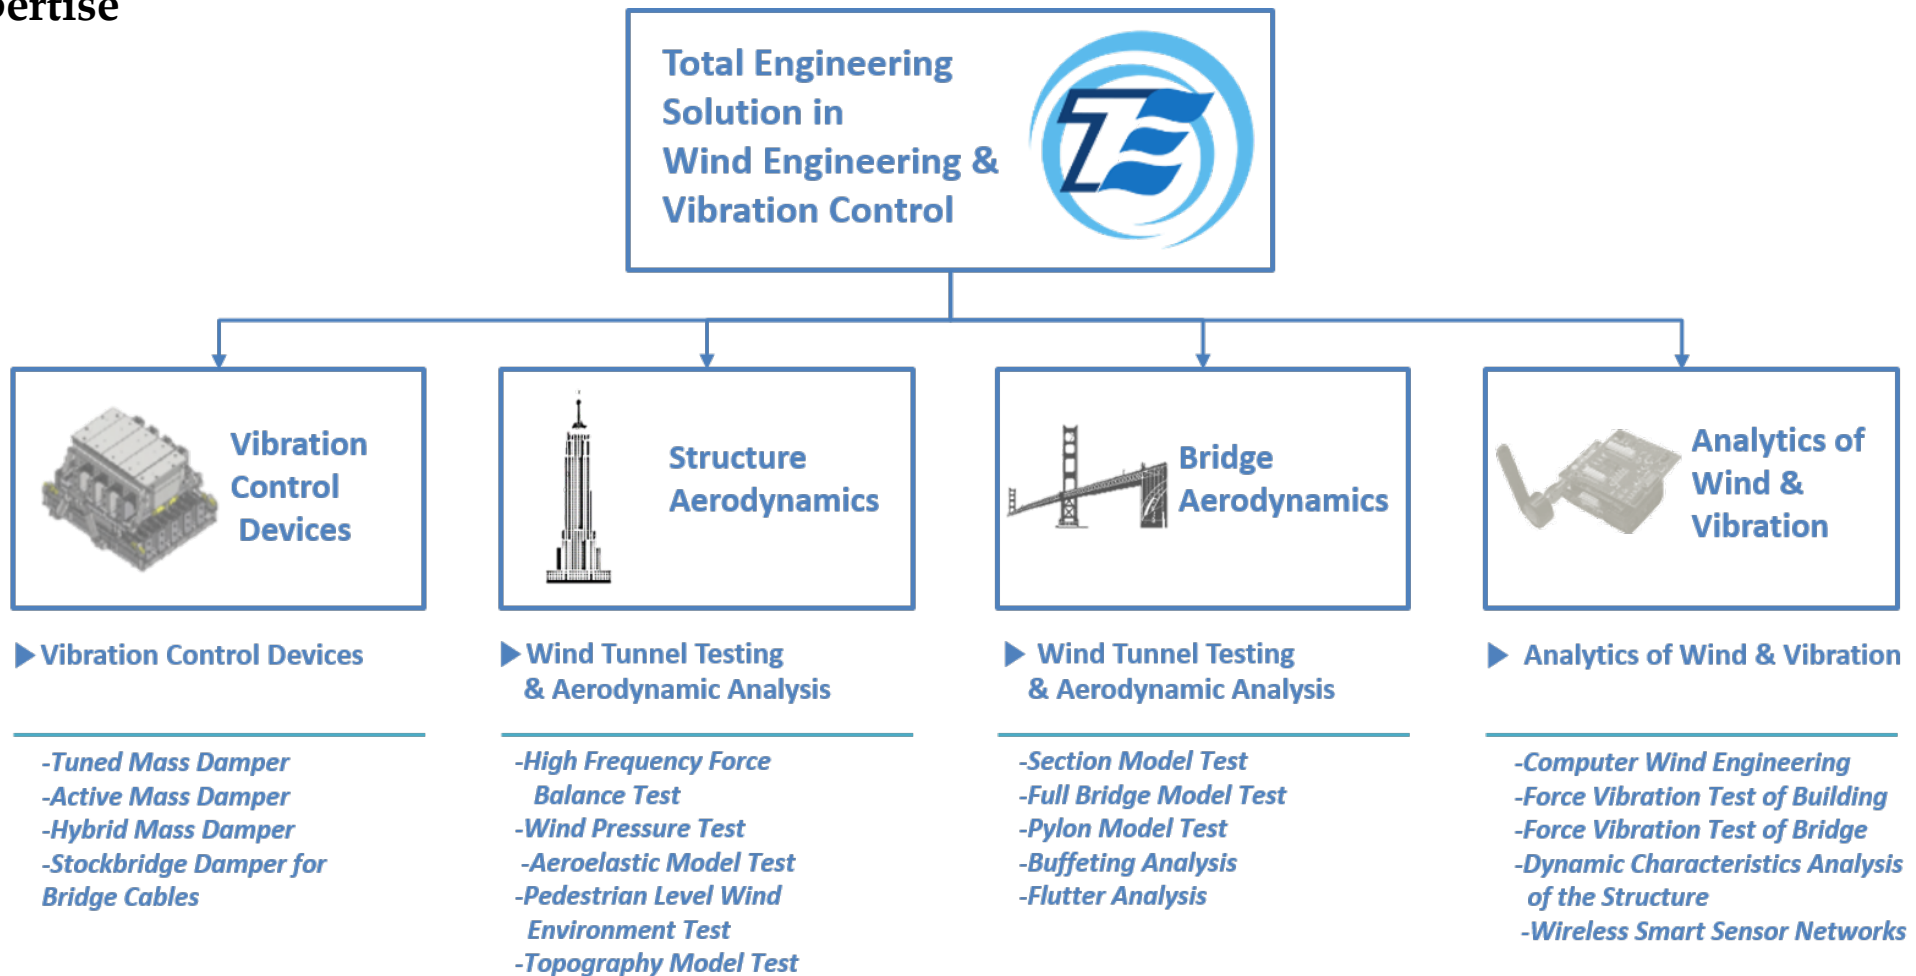 pertise
Total Engineering
Solution in
Wind Engineering &
Vibration Control
Vibration
Control
Devices
Structure
Aerodynamics
Bridge
Aerodynamics
Analytics of
Wind &
Vibration
Vibration Control Devices
-Tuned Mass Damper
-Active Mass Damper
-Hybrid Mass Damper
-Stockbridge Damper for
Bridge Cables
Wind Tunnel Testing
& Aerodynamic Analysis
-High Frequency Force
Balance Test
-Wind Pressure Test
-Aeroelastic Model Test
-Pedestrian Level Wind
Environment Test
-Topography Model Test
Wind Tunnel Testing
& Aerodynamic Analysis
-Section Model Test
-Full Bridge Model Test
-Pylon Model Test
-Buffeting Analysis
-Flutter Analysis
Analytics of Wind & Vibration
-Computer Wind Engineering
-Force Vibration Test of Building
-Force Vibration Test of Bridge
-Dynamic Characteristics Analysis
of the Structure
-Wireless Smart Sensor Networks